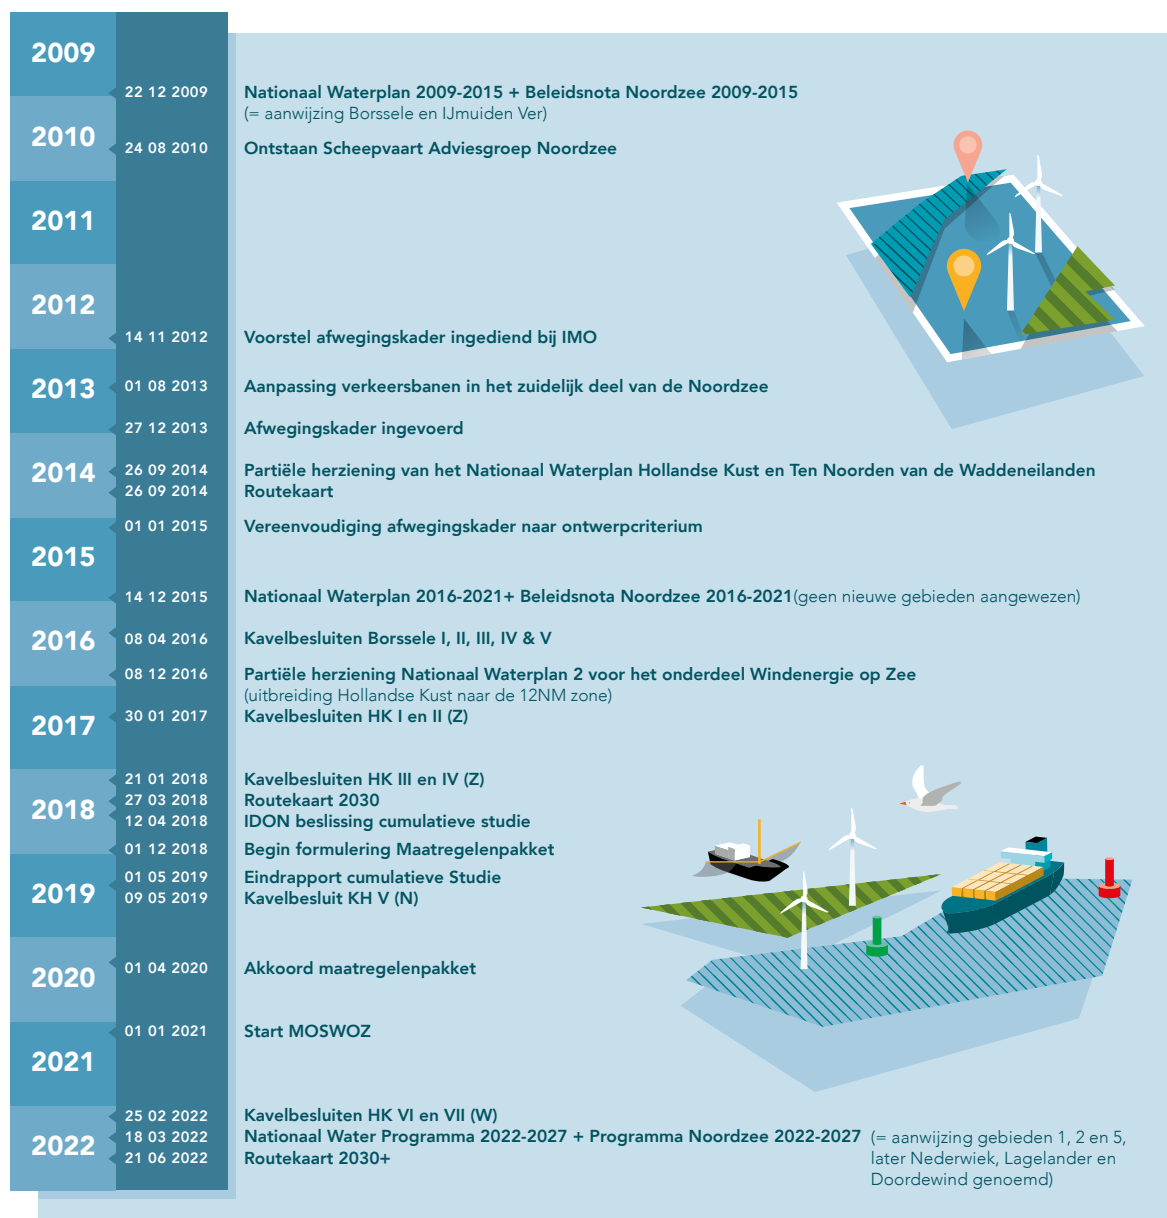 2009
22 12 2009 Nationaal Waterplan 2009-2015 + Beleidsnota Noordzee 2009-2015
(= aanwijzing Borssele en IJmuiden Ver)
2010
24 08 2010 Ontstaan Scheepvaart Adviesgroep Noordzee
2011
2012
14 11 2012 Voorstel afwegingskader ingediend bij IMO
2013
01 08 2013 Aanpassing verkeersbanen in het zuidelijk deel van de Noordzee
27 12 2013 Afwegingskader ingevoerd
2014
26 09 2014 Partiële herziening van het Nationaal Waterplan Hollandse Kust en Ten Noorden van de Waddeneilanden
26 09 2014 Routekaart
01 01 2015 Vereenvoudiging afwegingskader naar ontwerpcriterium
2015
14 12 2015 Nationaal Waterplan 2016-2021+ Beleidsnota Noordzee 2016-2021(geen nieuwe gebieden aangewezen)
2016
08 04 2016 Kavelbesluiten Borssele I, II, III, IV & V
08 12 2016 Partiële herziening Nationaal Waterplan 2 voor het onderdeel Windenergie op Zee
(uitbreiding Hollandse Kust naar de 12NM zone)
2017
30 01 2017 Kavelbesluiten HK I en II (Z)
21 01 2018 Kavelbesluiten HK III en IV (Z)
2018
27 03 2018 Routekaart 2030
12 04 2018 IDON beslissing cumulatieve studie
01 12 2018 Begin formulering Maatregelenpakket
2019
01 05 2019 Eindrapport cumulatieve Studie
09 05 2019 Kavelbesluit KH V (N)
2020
01 04 2020 Akkoord maatregelenpakket
01 01 2021 Start MOSWOZ
2021
25 02 2022 Kavelbesluiten HK VI en VII (W)
2022
18 03 2022 Nationaal Water Programma 2022-2027 + Programma Noordzee 2022-2027 (= aanwijzing gebieden 1, 2 en 5,
later Nederwiek, Lagelander en
Doordewind genoemd)
21 06 2022 Routekaart 2030+